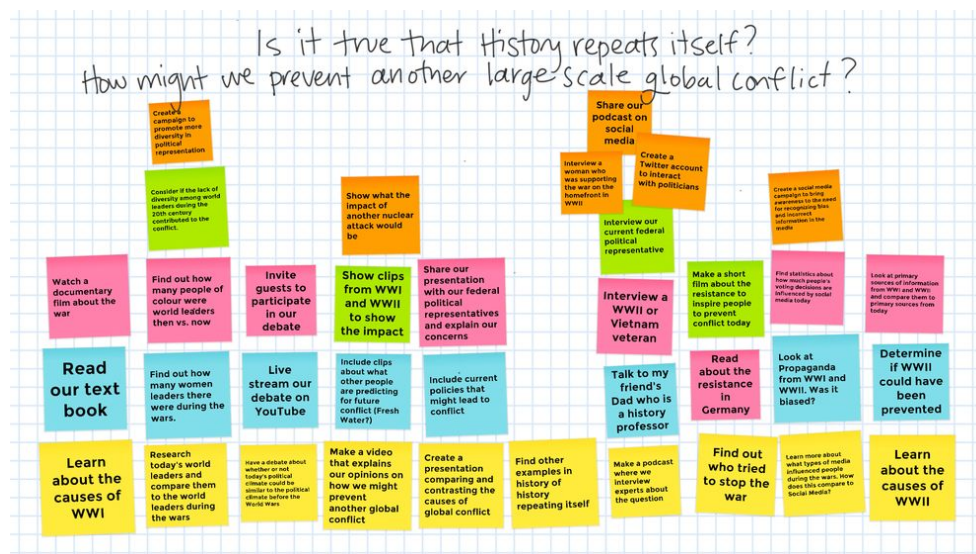 Is it true that History repeats itself?
How might we prevent another large scale global conflict?
Create a
campaign to
promote more
diversity in
political
representation
Share our
podcast on
social
media
Interview a
woman who
was supporting
the war on the
homefront in
WWII
Create a
Twitter account
to interact
with politicians
Consider if the lack of
diversity among world
leaders during the
20th century
contributed to the
conflict.
Show what the
impact of
another nuclear
attack would
be
Create a social media
campaign to bring
awareness to the need
for recognizing bias
and incorrect
information in the
media
Interview our
current federal
political
representative
Watch a
documentary
film about the
war
Find out how
many people of
colour were
world leaders
then vs. now
Invite
guests to
participate
in our
debate
Show clips
from WWI
and WWII
to show
the impact
Share our
presentation
with our federal
political
representatives
and explain our
concerns
Interview a
WWII or
Vietnam
veteran
Make a short
film about the
resistance to
inspire people
to prevent
conflict today
Find statistics about
how much people's
voting decisions are
influenced by social
media today
Look at primary
sources of information
from WWI and WWII
and compare them to
primary sources from
today
Read
our text
book
Find out how
many women
leaders there
were during the
wars.
Live
stream our
debate on
YouTube
Include clips
about what
other people
are predicting
for future
conflict (Fresh
Water?)
Include current
policies that
might lead to
conflict
Talk to my
friend's
Dad who is
a history
professor
Read
about the
resistance
in
Germany
Look at
Propaganda
from WWI and
WWII. Was it
biased?
Determine
if WWII
could have
been
prevented
Learn
about the
causes of
WWI
Research
today's world
leaders and
compare them
to the world
leaders during
the wars
Have a debate about
whether or not
today's political
climate could be
similar to the political
climate before the
World Wars
Make a video
that explains
our opinions on
how we might
prevent
another global
conflict
Create a
presentation
comparing and
contrasting the
causes of
global conflict
Find other
examples in
history of
history
repeating itself
Make a podcast
where we
interview
experts about
the question
Find out
who tried
to stop the
war
Learn more about
what types of media
influenced people
during the wars. How
does this compare to
Social Media?
Learn
about the
causes of
WWII